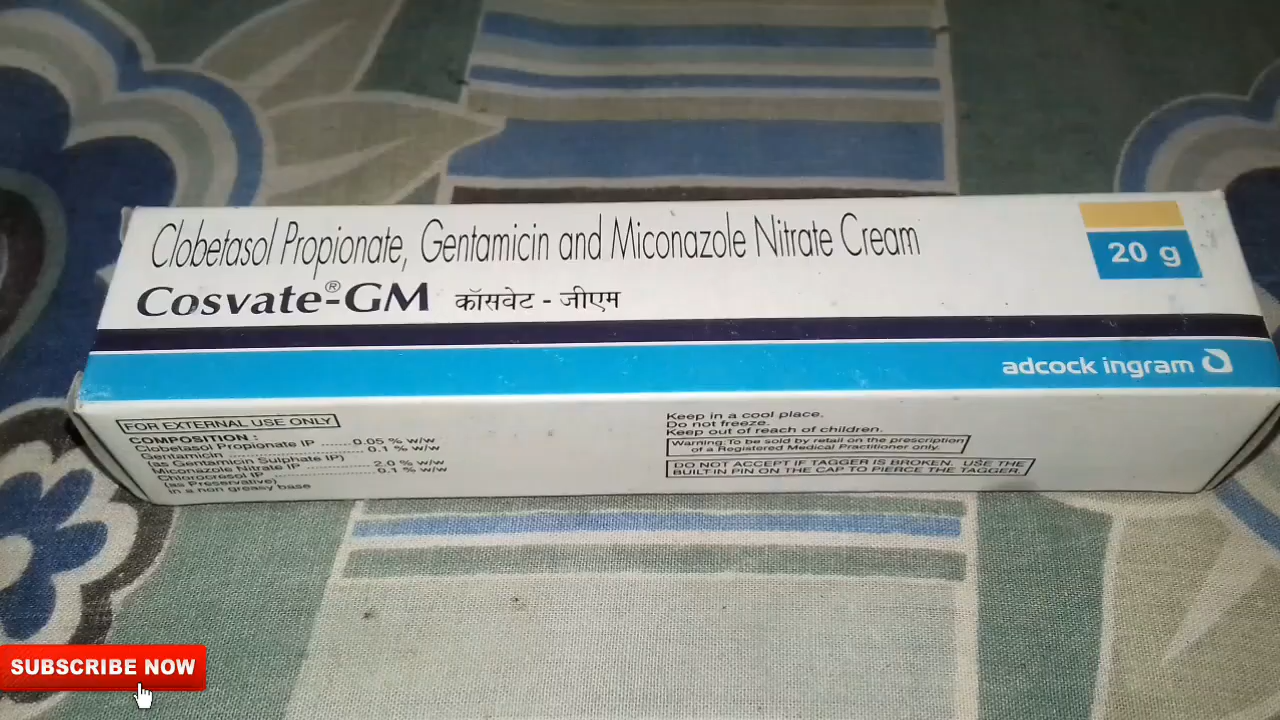 Clobetasol Propionate, Gentamicin and Miconazole Nitrate Cream
Cosvate®-GM कॉसवेट - जीएम
20 g
adcock ingram
FOR EXTERNAL USE ONLY
COMPOSITION :
Clobetasol Propionate IP .......0.05 % w/w
Gentamicin ................................ 0.1 % w/w
(as Gentamicin Sulphate IP)
Miconazole Nitrate IP ............... 2.0 % w/w
Chlorocresol IP ......................... 0.1 % w/w
(as Preservative)
in a non greasy base
Keep in a cool place.
Do not freeze.
Keep out of reach of children.
Warning:To be sold by retail on the prescription
of a Registered Medical Practitioner only.
DO NOT ACCEPT IF TAGGER IS BROKEN. USE THE
BUILT IN PIN ON THE CAP TO PIERCE THE TAGGER.
SUBSCRIBE NOW